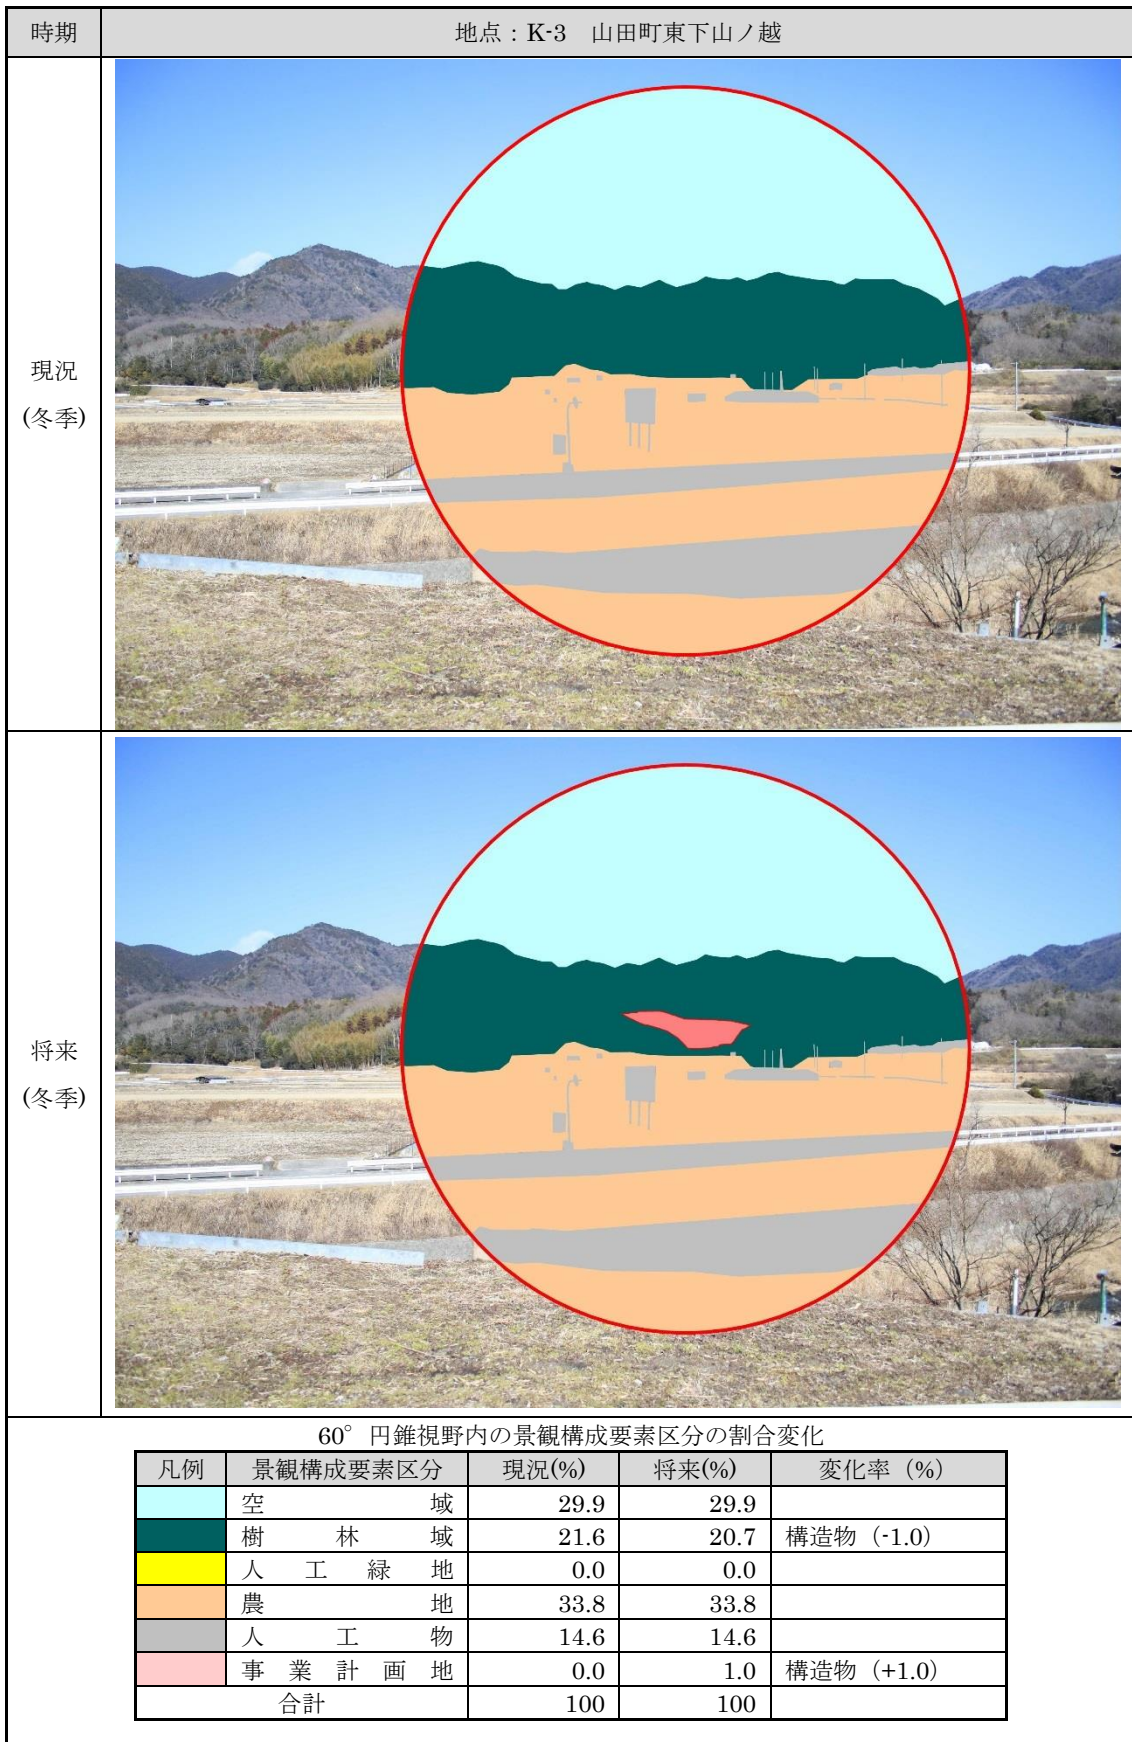 時期 地点：K-3 山田町東下山ノ越
現況
(冬季)
将来
(冬季)
60° 円錐視野内の景観構成要素区分の割合変化
凡例 景観構成要素区分 現況(%) 将来(%) 変化率（%）
空域 29.9 29.9
樹林域 21.6 20.7 構造物（-1.0）
人工緑地 0.0 0.0
農地 33.8 33.8
人工物 14.6 14.6
事業計画地 0.0 1.0 構造物（+1.0）
合計 100 100